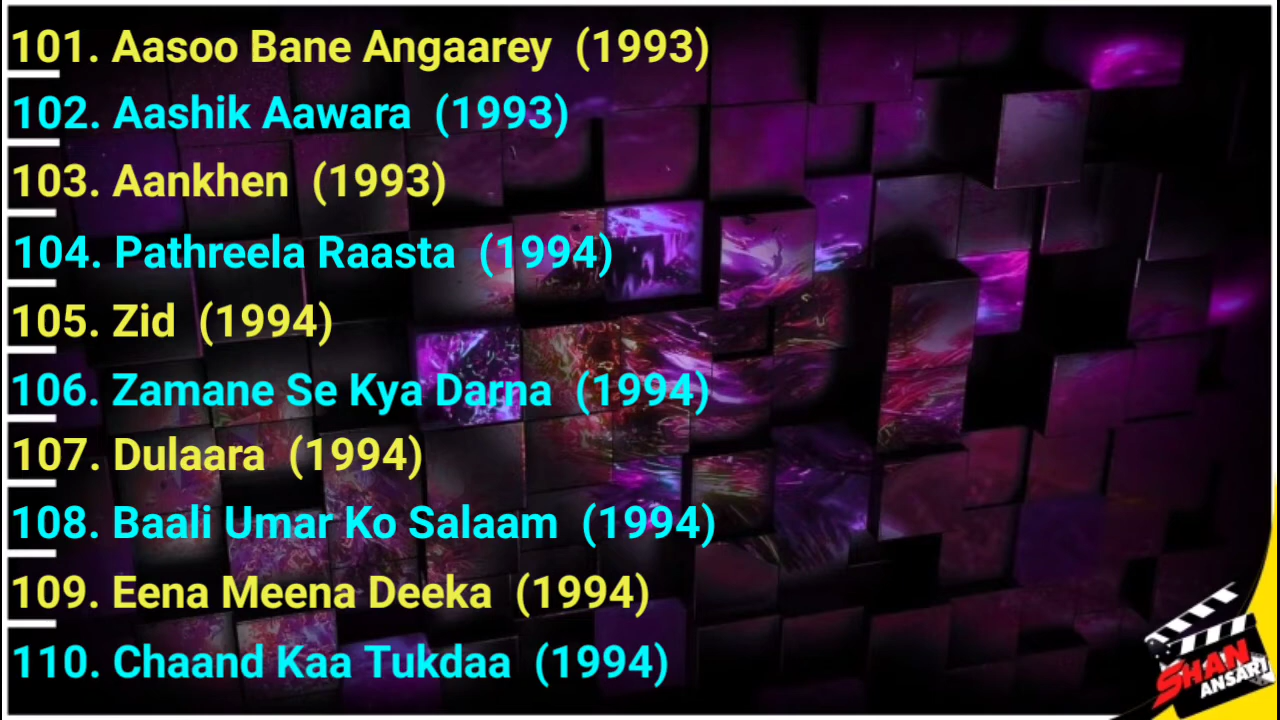 101. Aasoo Bane Angaarey (1993)
102. Aashik Aawara (1993)
103. Aankhen (1993)
104. Pathreela Raasta (1994)
105. Zid (1994)
106. Zamane Se Kya Darna (1994)
107. Dulaara (1994)
108. Baali Umar Ko Salaam (1994)
109. Eena Meena Deeka (1994)
110. Chaand Kaa Tukdaa (1994)
SHAN
ANSARI